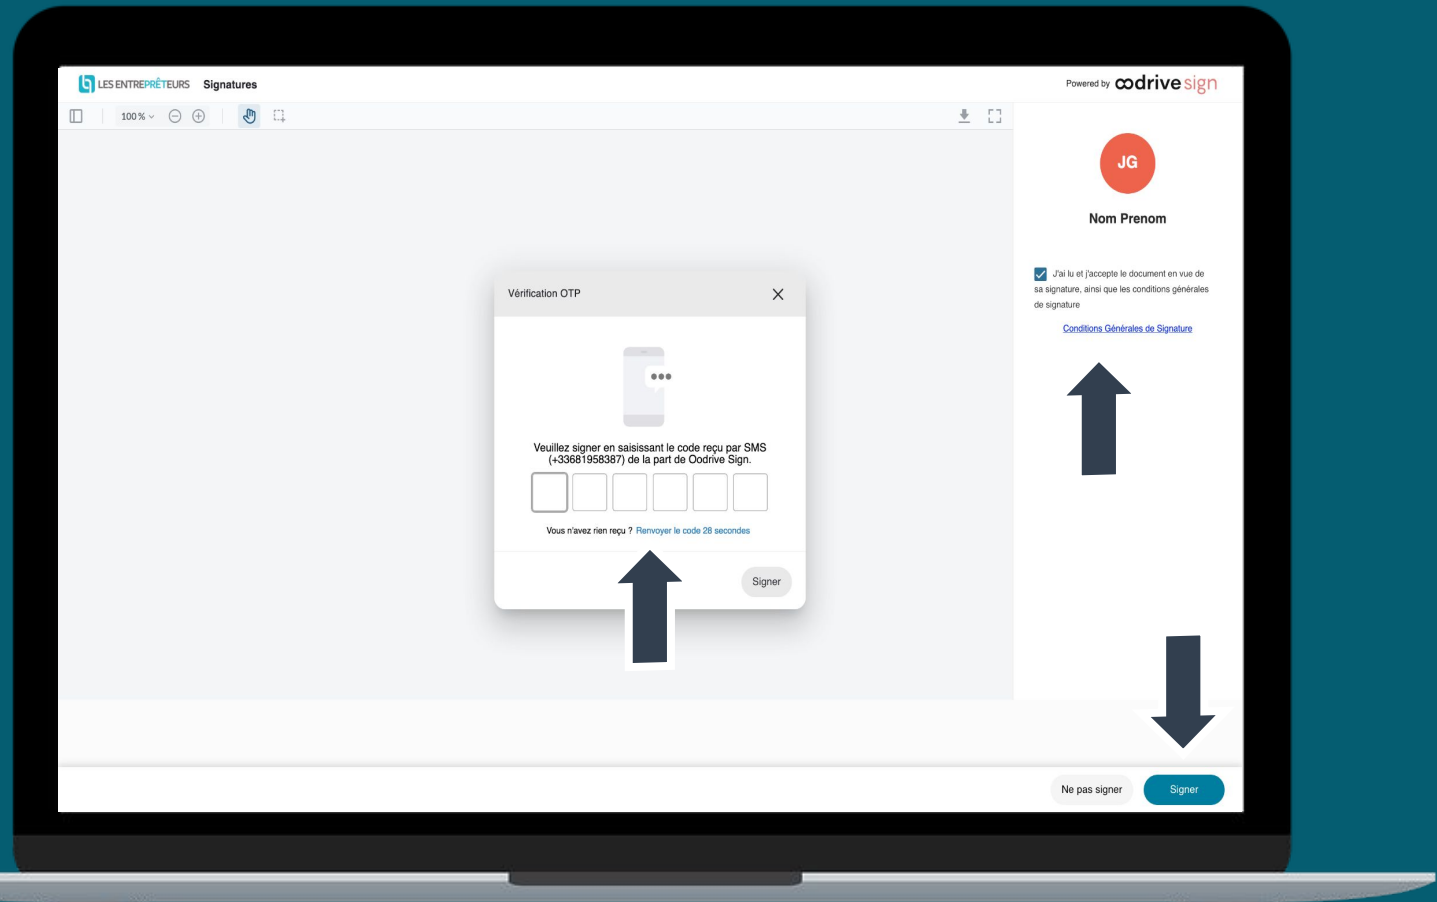 LES ENTREPRÊTEURS Signatures
Powered by oodrive sign
100 %
JG
Nom Prenom
J'ai lu et j'accepte le document en vue de
sa signature, ainsi que les conditions générales
de signature
Conditions Générales de Signature
Vérification OTP
Veuillez signer en saisissant le code reçu par SMS
(+33681958387) de la part de Oodrive Sign.
Vous n'avez rien reçu ? Renvoyer le code 28 secondes
Signer
Ne pas signer
Signer